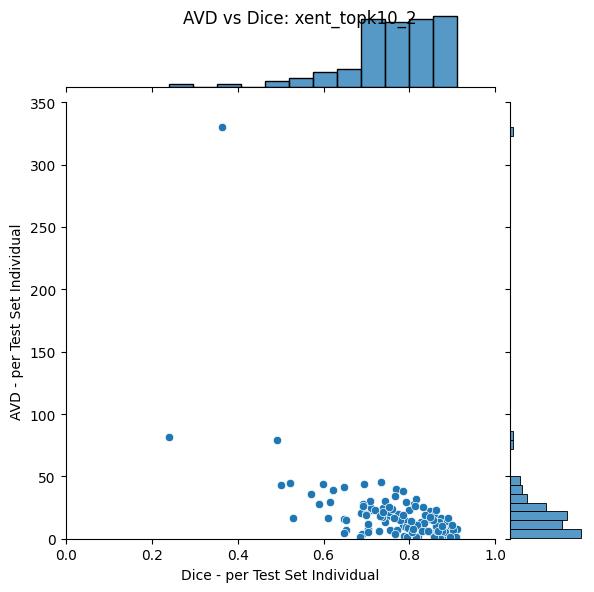 AVD vs Dice: xent_topk10_2
350
300
250
200
150
100
50
0
AVD - per Test Set Individual
0.0 0.2 0.4 0.6 0.8 1.0
Dice - per Test Set Individual